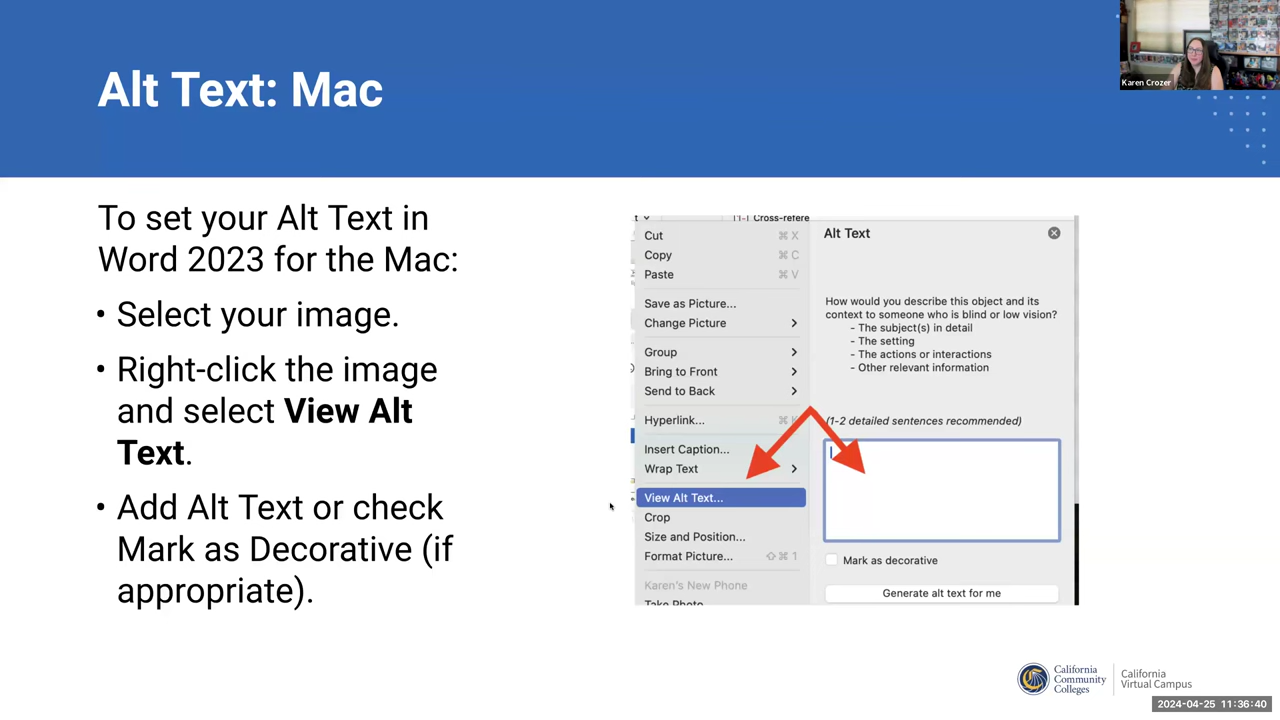 Alt Text: Mac
Karen Crozer
To set your Alt Text in
Word 2023 for the Mac:
• Select your image.
• Right-click the image
and select View Alt
Text.
• Add Alt Text or check
Mark as Decorative (if
appropriate).
Cross-refere
Cut ⌘ X
Copy ⌘ C
Paste ⌘ V
Save as Picture...
Change Picture
Group
Bring to Front
Send to Back
Hyperlink... ⌘
Insert Caption...
Wrap Text
View Alt Text...
Crop
Size and Position...
Format Picture... ⇧⌘ 1
Karen's New Phone
Take Photo
Alt Text
How would you describe this object and its
context to someone who is blind or low vision?
- The subject(s) in detail
- The setting
- The actions or interactions
- Other relevant information
(1-2 detailed sentences recommended)
Mark as decorative
Generate alt text for me
California
Community
Colleges
California
Virtual Campus
2024-04-25 11:36:40